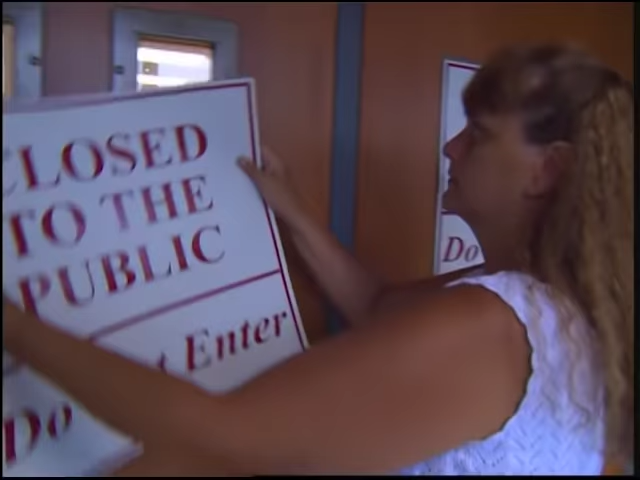 CLOSED
TO THE
PUBLIC
Enter
Do
Do